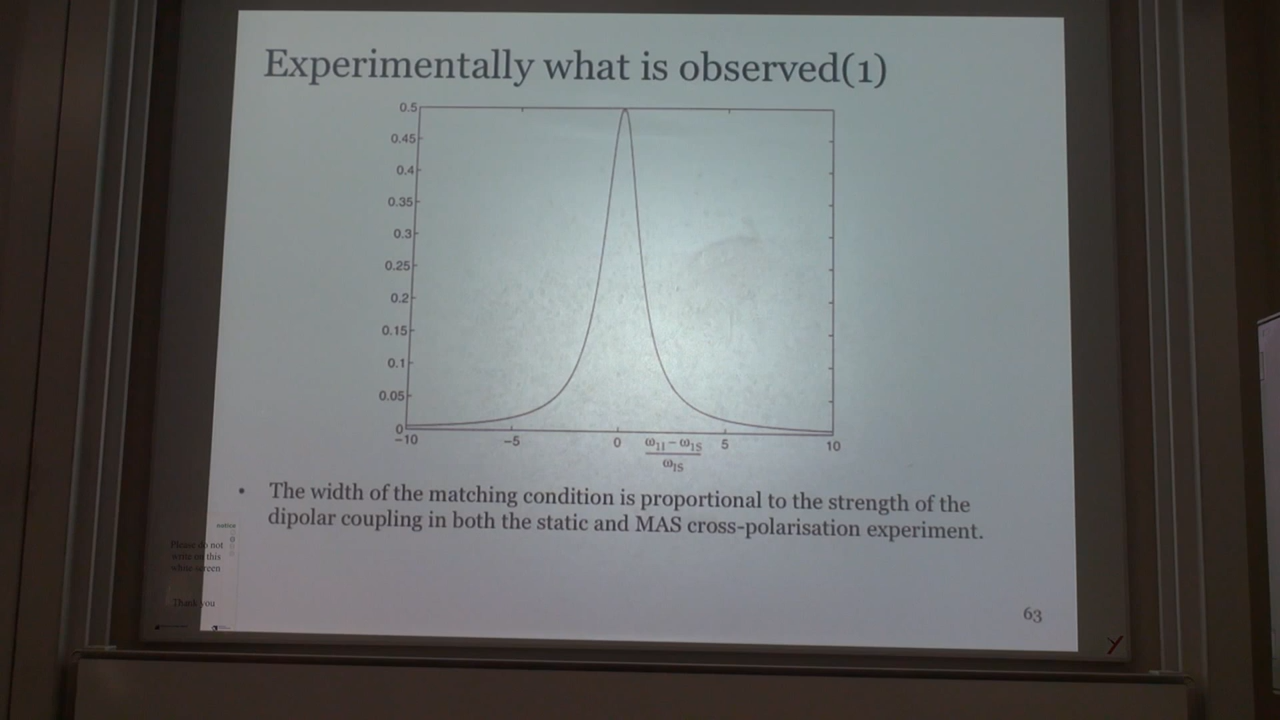 Experimentally what is observed(1)
0.5
0.45
0.4
0.35
0.3
0.25
0.2
0.15
0.1
0.05
0
−10
−5
0
5
10
ω1I − ω1S
ωIS
• The width of the matching condition is proportional to the strength of the
dipolar coupling in both the static and MAS cross-polarisation experiment.
notice
Please do not
write on this
white screen
Thank you
63